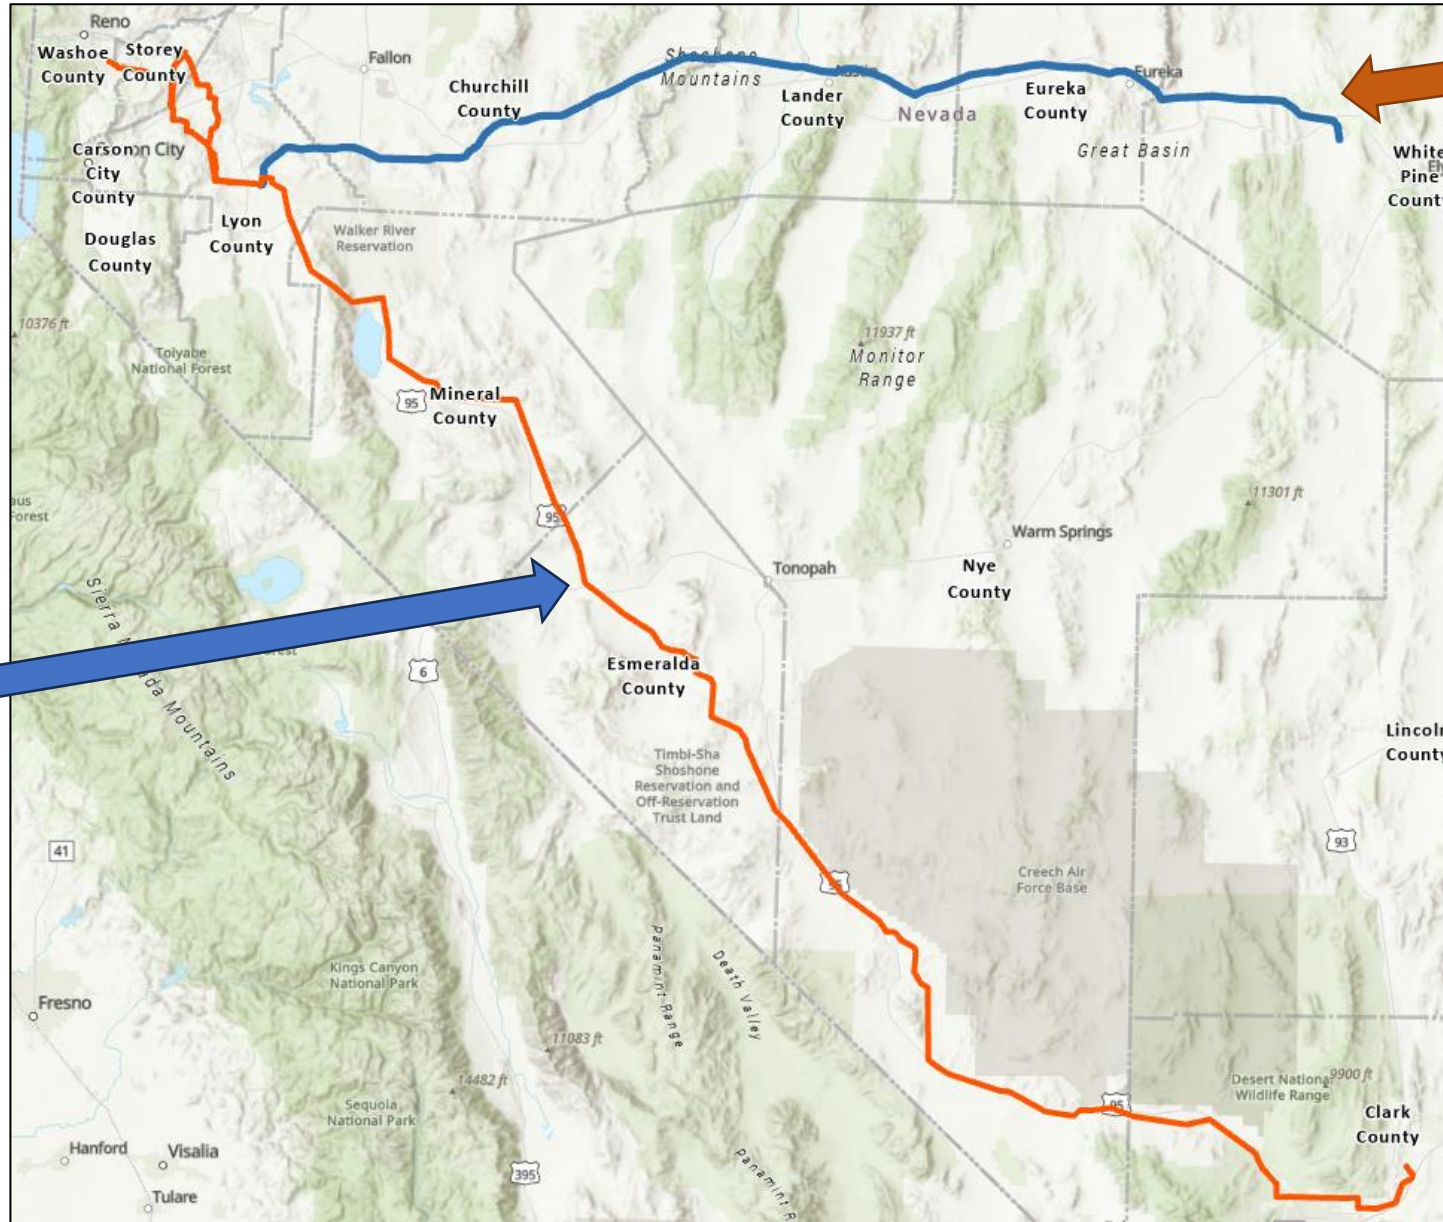 Reno
Washoe
County
Storey
County
Fallon
Shoshone
Mountains
Churchill
County
Lander
County
Nevada
Eureka
County
Eureka
Great Basin
White
Pine
County
Carson
City
County
Douglas
County
Lyon
County
Walker River
Reservation
10376 ft
Toiyabe
National Forest
11937 ft
Monitor
Range
95
Mineral
County
11301 ft
95
Warm Springs
Tonopah
Nye
County
6
Esmeralda
County
Lincoln
County
Timbi-Sha
Shoshone
Reservation and
Off-Reservation
Trust Land
41
93
95
Creech Air
Force Base
Panamint Range
Death Valley
Kings Canyon
National Park
Fresno
11083 ft
14482 ft
Sequoia
National Park
95
Desert National
Wildlife Range
9900 ft
Clark
County
Hanford
Visalia
395
Tulare